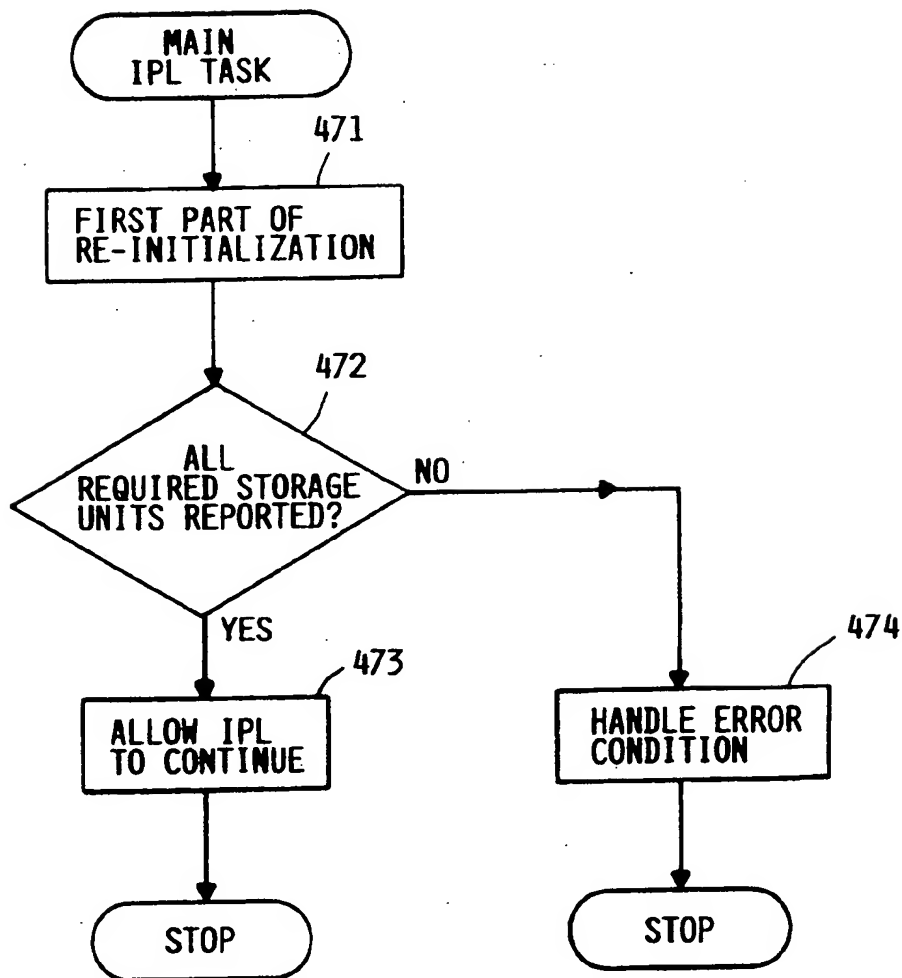 MAIN
IPL TASK
471
FIRST PART OF
RE-INITIALIZATION
472
ALL
REQUIRED STORAGE
UNITS REPORTED?
NO
YES
473
ALLOW IPL
TO CONTINUE
474
HANDLE ERROR
CONDITION
STOP
STOP